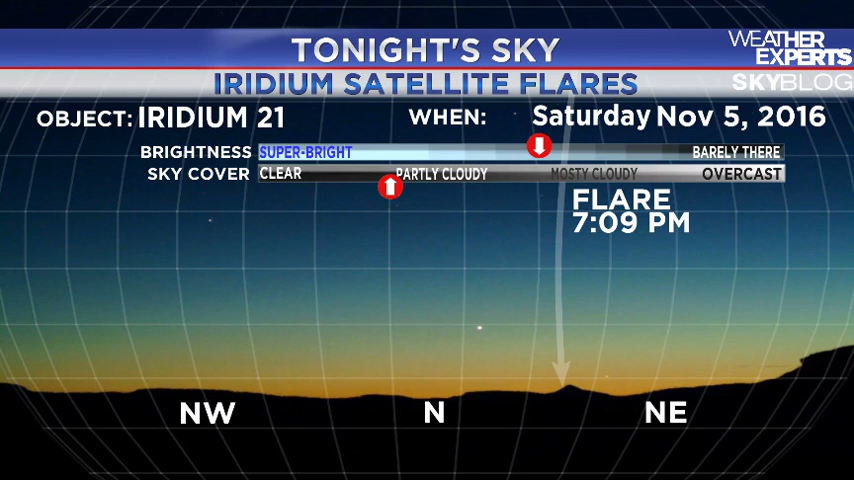 TONIGHT'S SKY
WEATHER
EXPERTS
IRIDIUM SATELLITE FLARES
SKYBLOG
OBJECT: IRIDIUM 21 WHEN: Saturday Nov 5, 2016
BRIGHTNESS SUPER-BRIGHT BARELY THERE
SKY COVER CLEAR PARTLY CLOUDY MOSTY CLOUDY OVERCAST
FLARE
7:09 PM
NW N NE